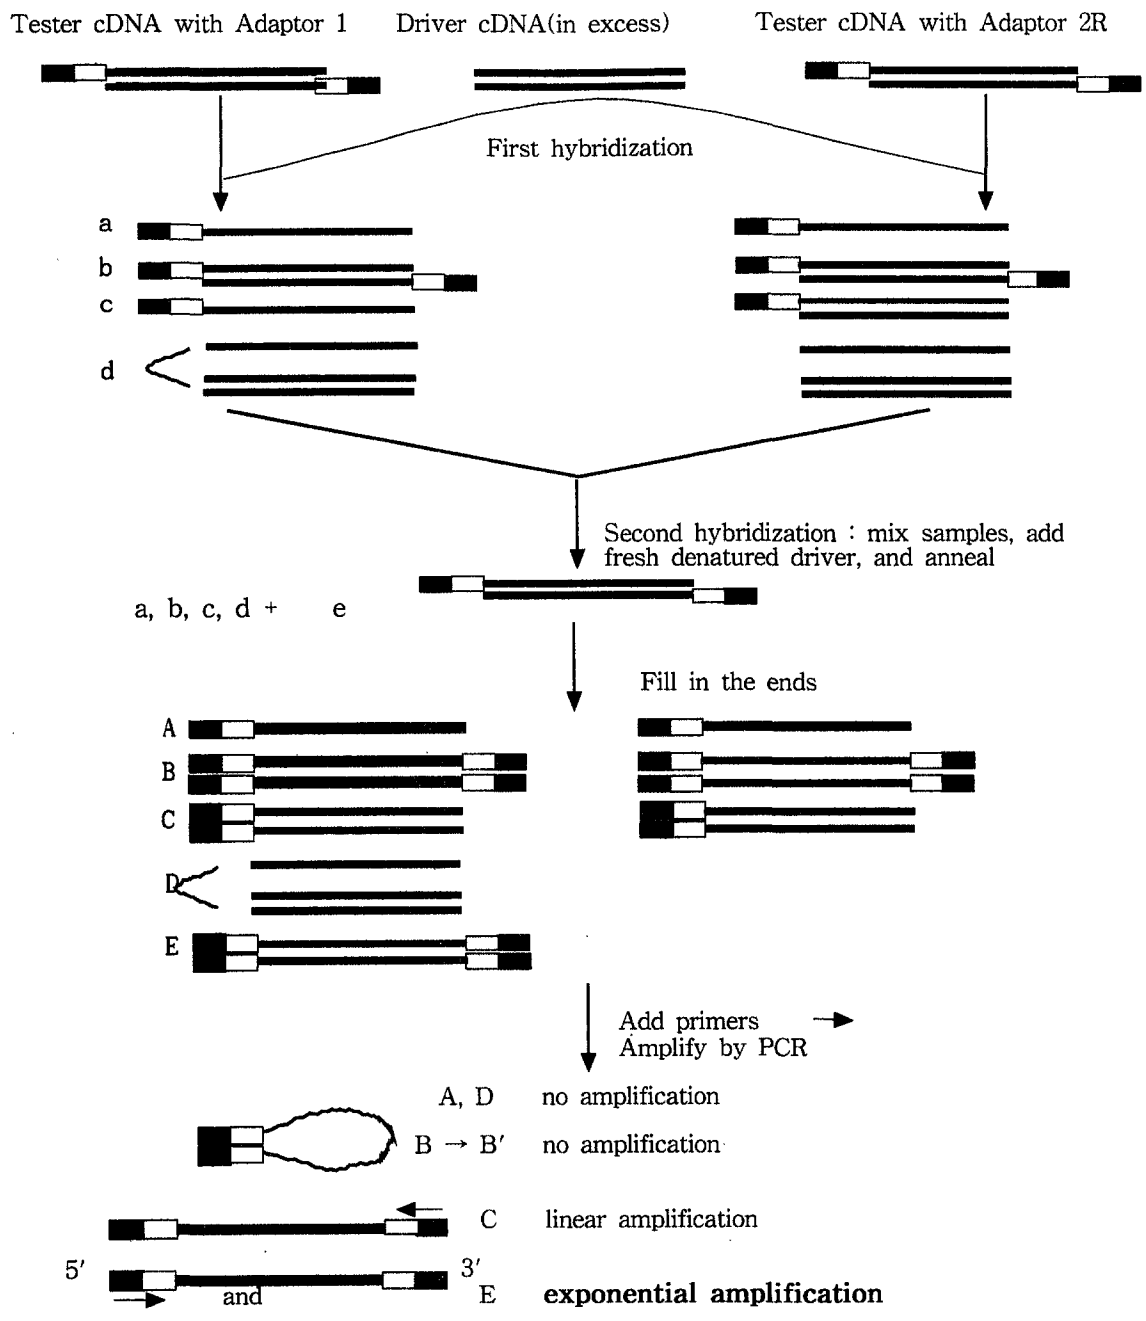 Tester cDNA with Adaptor 1 Driver cDNA(in excess) Tester cDNA with Adaptor 2R
First hybridization
a
b
c
d
Second hybridization : mix samples, add
fresh denatured driver, and anneal
a, b, c, d + e
Fill in the ends
A
B
C
D
E
Add primers
Amplify by PCR
A, D no amplification
B → B′ no amplification
C linear amplification
5′ 3′
and E exponential amplification